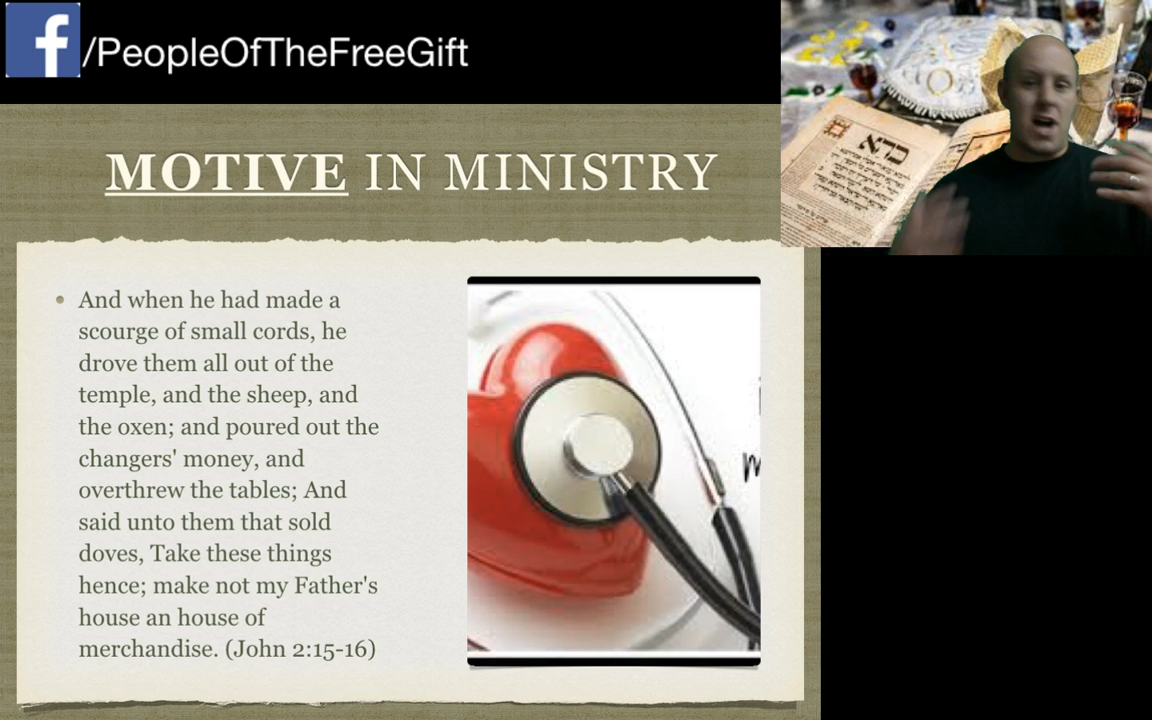 /PeopleOfTheFreeGift
MOTIVE IN MINISTRY
And when he had made a
scourge of small cords, he
drove them all out of the
temple, and the sheep, and
the oxen; and poured out the
changers' money, and
overthrew the tables; And
said unto them that sold
doves, Take these things
hence; make not my Father's
house an house of
merchandise. (John 2:15-16)